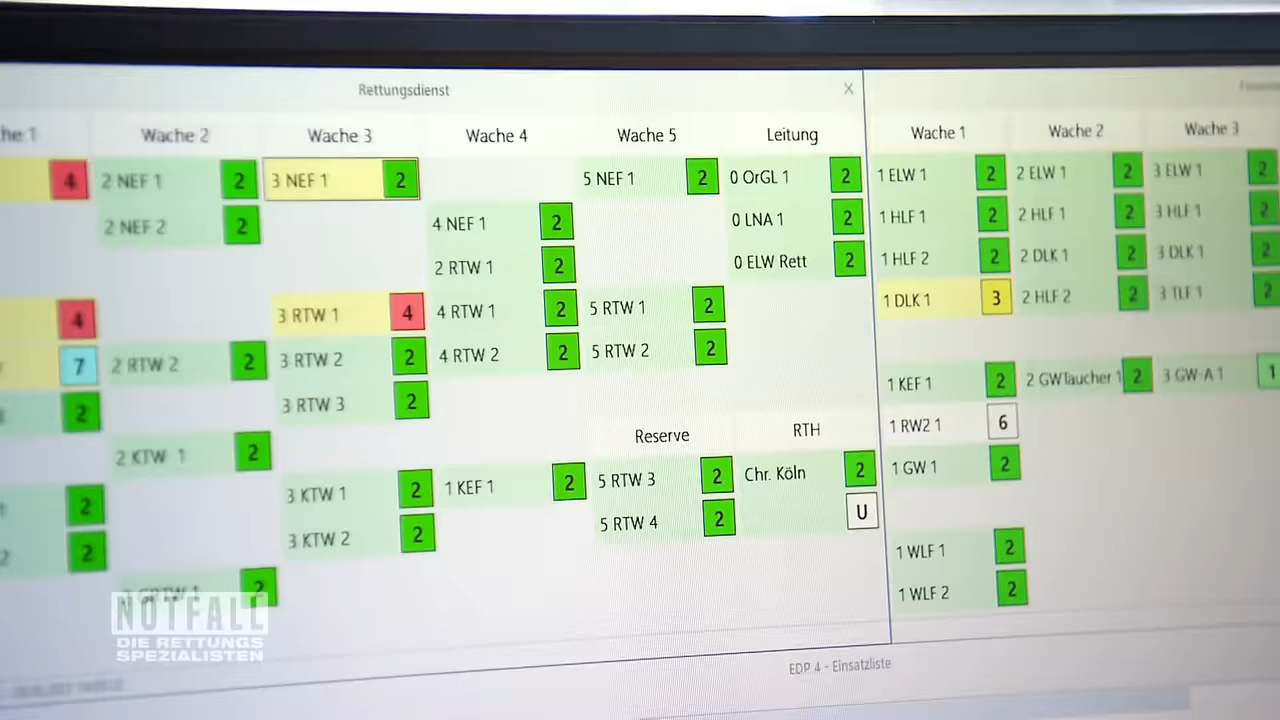 Rettungsdienst X
Wache 2 Wache 3 Wache 4 Wache 5 Leitung
4
2 NEF 1 2
3 NEF 1 2
5 NEF 1 2
0 OrGL 1 2
2 NEF 2 2
4 NEF 1 2
0 LNA 1 2
2 RTW 1 2
0 ELW Rett 2
4
3 RTW 1 4
4 RTW 1 2
5 RTW 1 2
7
2 RTW 2 2
3 RTW 2 2
4 RTW 2 2
5 RTW 2 2
2
3 RTW 3 2
Reserve RTH
2 KTW 1 2
3 KTW 1 2
1 KEF 1 2
5 RTW 3 2
Chr. Köln 2
2
3 KTW 2 2
5 RTW 4 2
U
2
2
Wache 1 Wache 2 Wache 3
1 ELW 1 2
2 ELW 1 2
3 ELW 1 2
1 HLF 1 2
2 HLF 1 2
3 HLF 1 2
1 HLF 2 2
2 DLK 1 2
3 DLK 1 2
1 DLK 1 3
2 HLF 2 2
3 TLF 1 2
1 KEF 1 2
2 GWTaucher 1 2
3 GW-A 1 1
1 RW2 1 6
1 GW 1 2
1 WLF 1 2
1 WLF 2 2
EDP 4 - Einsatzliste
NOTFALL
DIE RETTUNGS
SPEZIALISTEN